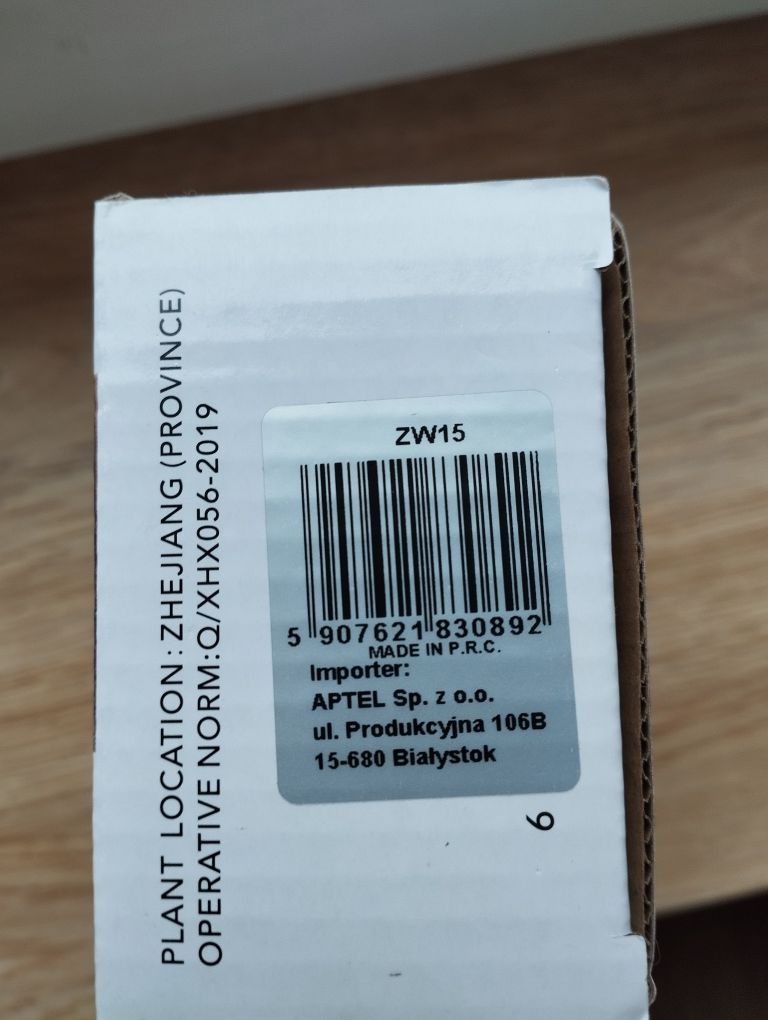 PLANT LOCATION: ZHEJIANG (PROVINCE)
OPERATIVE NORM:Q/XHX056-2019
ZW15
5 907621 830892
MADE IN P.R.C.
Importer:
APTEL Sp. z o.o.
ul. Produkcyjna 106B
15-680 Białystok
6